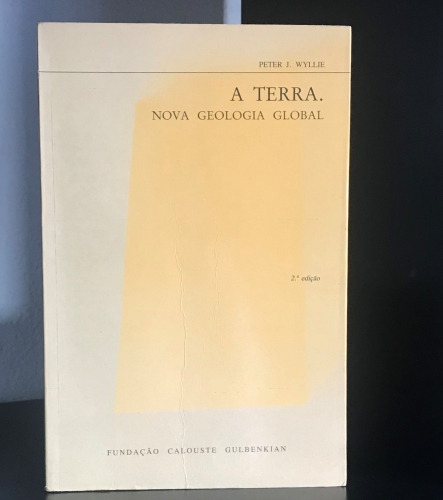 PETER J. WYLLIE
A TERRA.
NOVA GEOLOGIA GLOBAL
2.ª edição
FUNDAÇÃO CALOUSTE GULBENKIAN